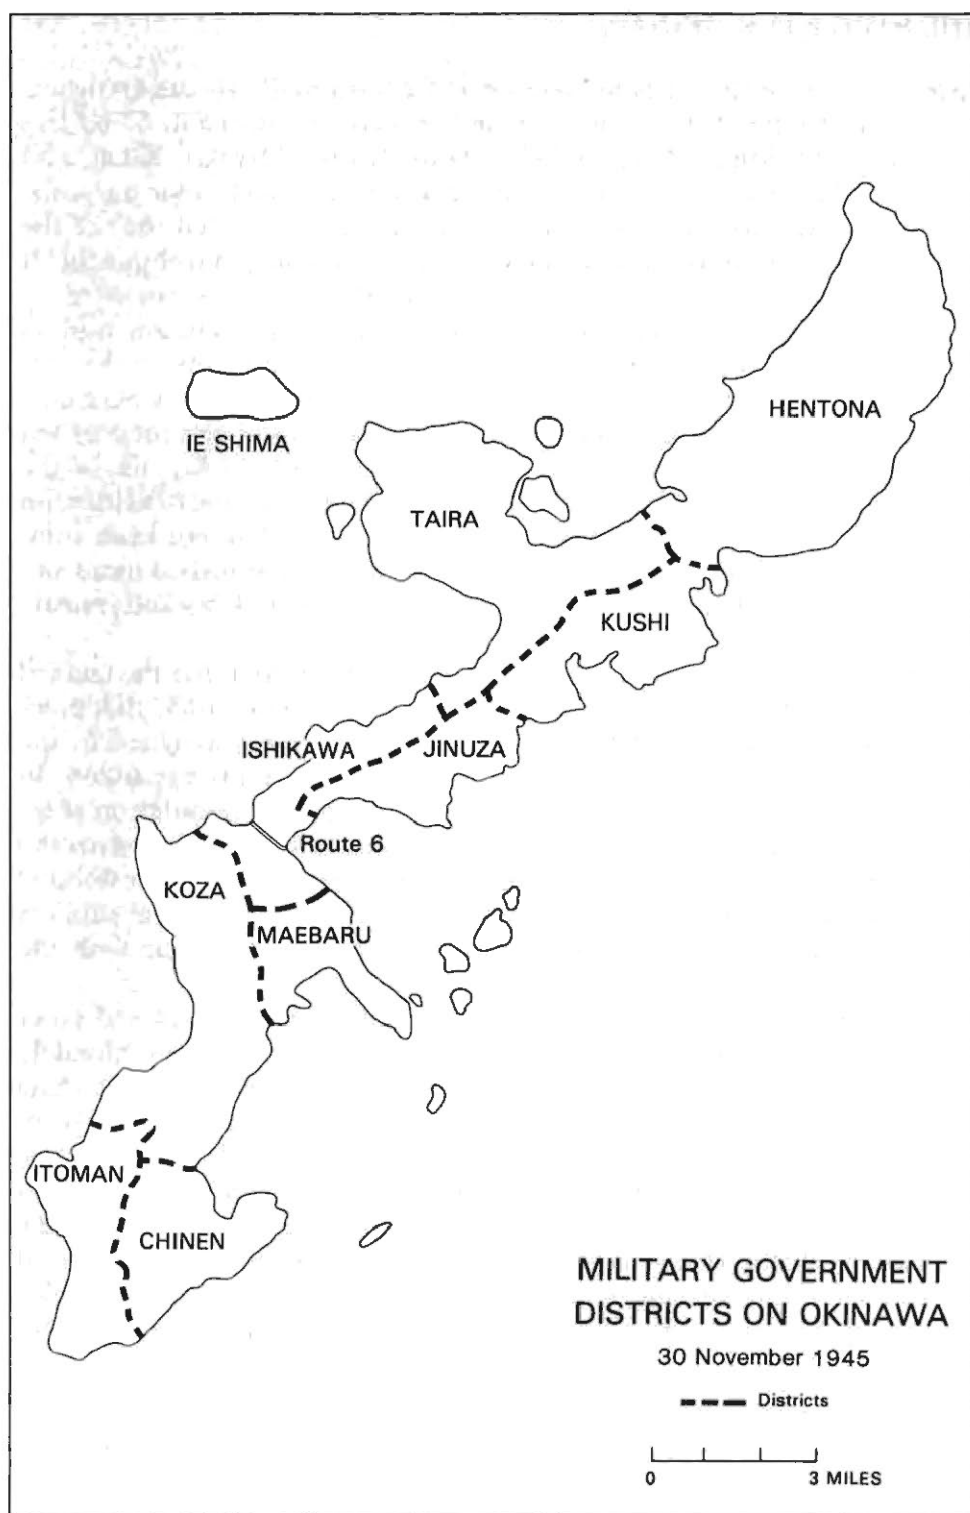 HENTONA
IE SHIMA
TAIRA
KUSHI
ISHIKAWA
JINUZA
Route 6
KOZA
MAEBARU
ITOMAN
CHINEN
MILITARY GOVERNMENT
DISTRICTS ON OKINAWA
30 November 1945
Districts
0 3 MILES